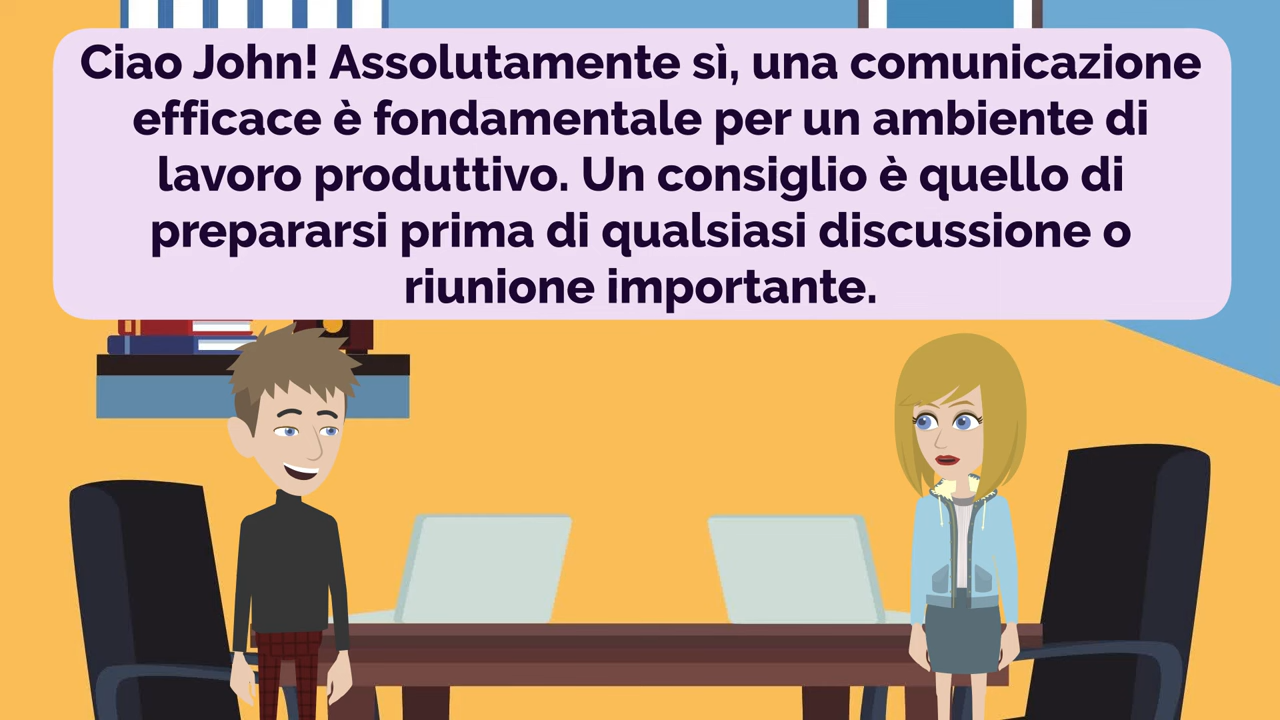 Ciao John! Assolutamente sì, una comunicazione
efficace è fondamentale per un ambiente di
lavoro produttivo. Un consiglio è quello di
prepararsi prima di qualsiasi discussione o
riunione importante.